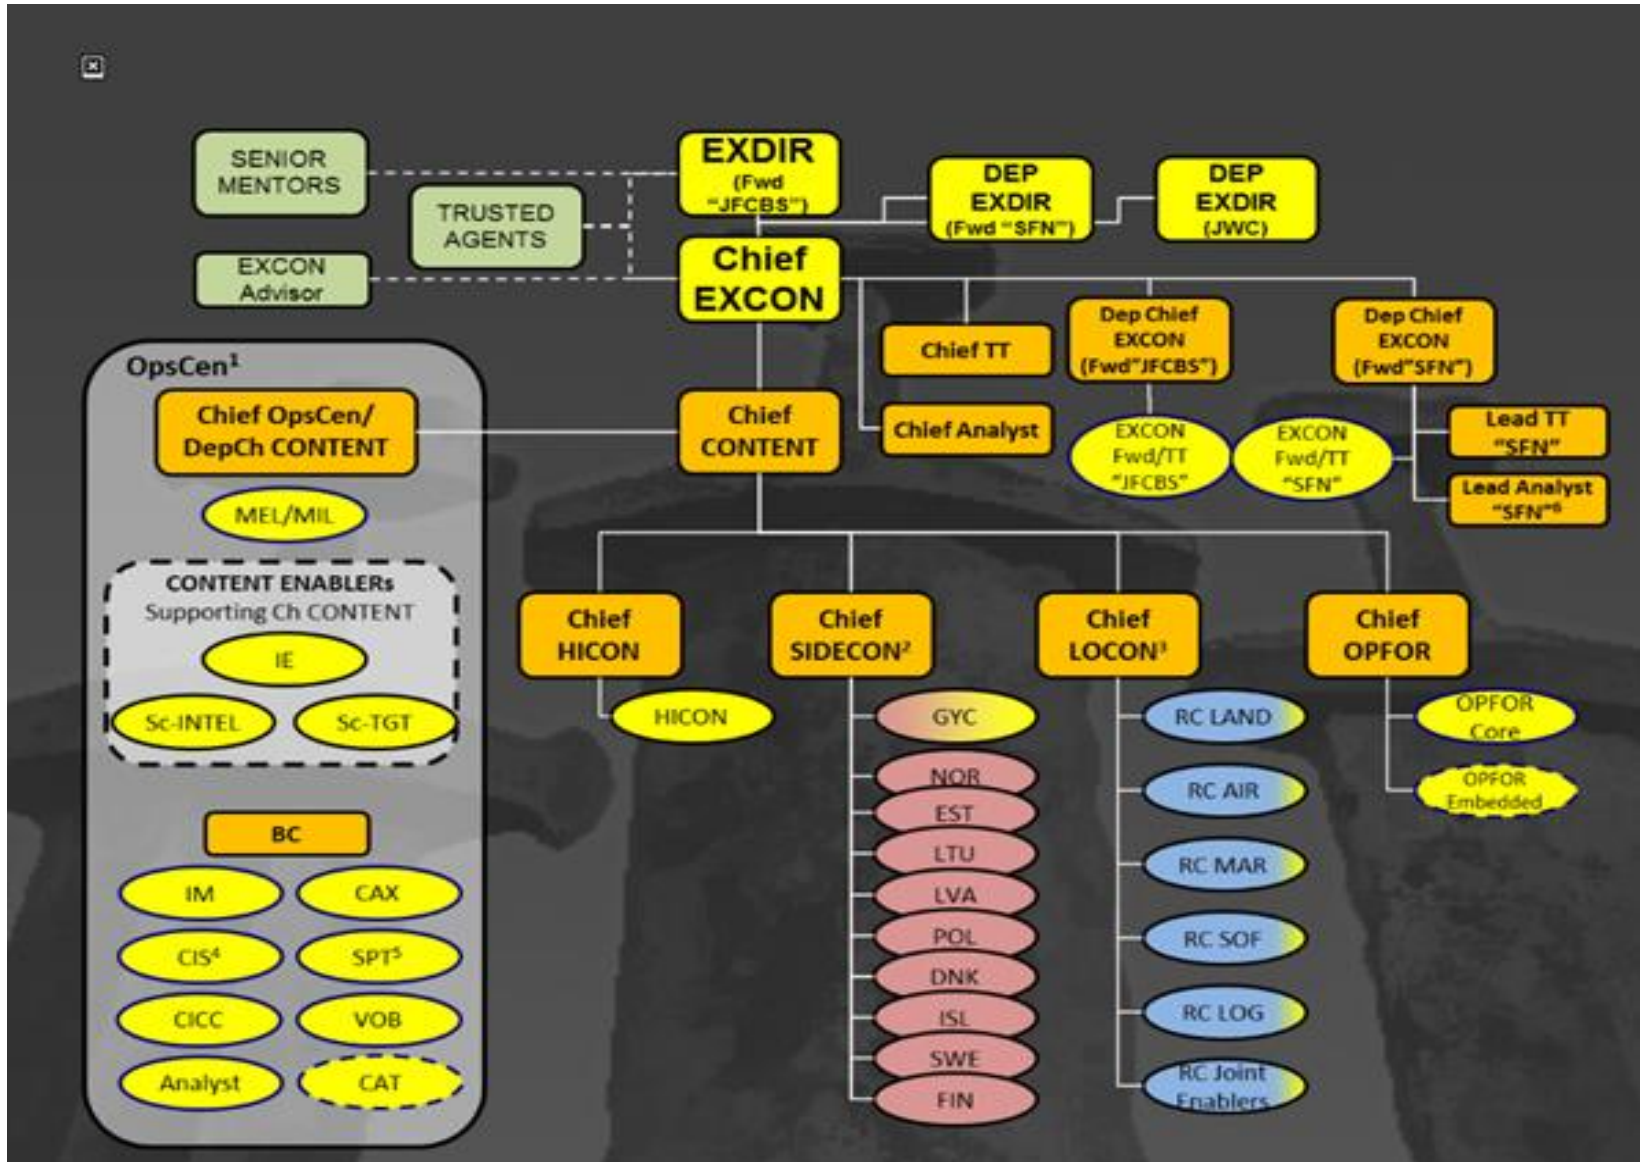 SENIOR
MENTORS
TRUSTED
AGENTS
EXCON
Advisor
EXDIR
(Fwd
"JFCBS")
DEP
EXDIR
(Fwd "SFN")
DEP
EXDIR
(JWC)
Chief
EXCON
Chief TT
Chief Analyst
Dep Chief
EXCON
(Fwd"JFCBS")
Dep Chief
EXCON
(Fwd"SFN")
EXCON
Fwd/TT
"JFCBS"
EXCON
Fwd/TT
"SFN"
Lead TT
"SFN"
Lead Analyst
"SFN"⁶
OpsCen¹
Chief OpsCen/
DepCh CONTENT
Chief
CONTENT
MEL/MIL
CONTENT ENABLERs
Supporting Ch CONTENT
IE
Sc-INTEL
Sc-TGT
BC
IM
CAX
CIS⁴
SPT⁵
CICC
VOB
Analyst
CAT
Chief
HICON
HICON
Chief
SIDECON²
GYC
NOR
EST
LTU
LVA
POL
DNK
ISL
SWE
FIN
Chief
LOCON³
RC LAND
RC AIR
RC MAR
RC SOF
RC LOG
RC Joint
Enablers
Chief
OPFOR
OPFOR
Core
OPFOR
Embedded